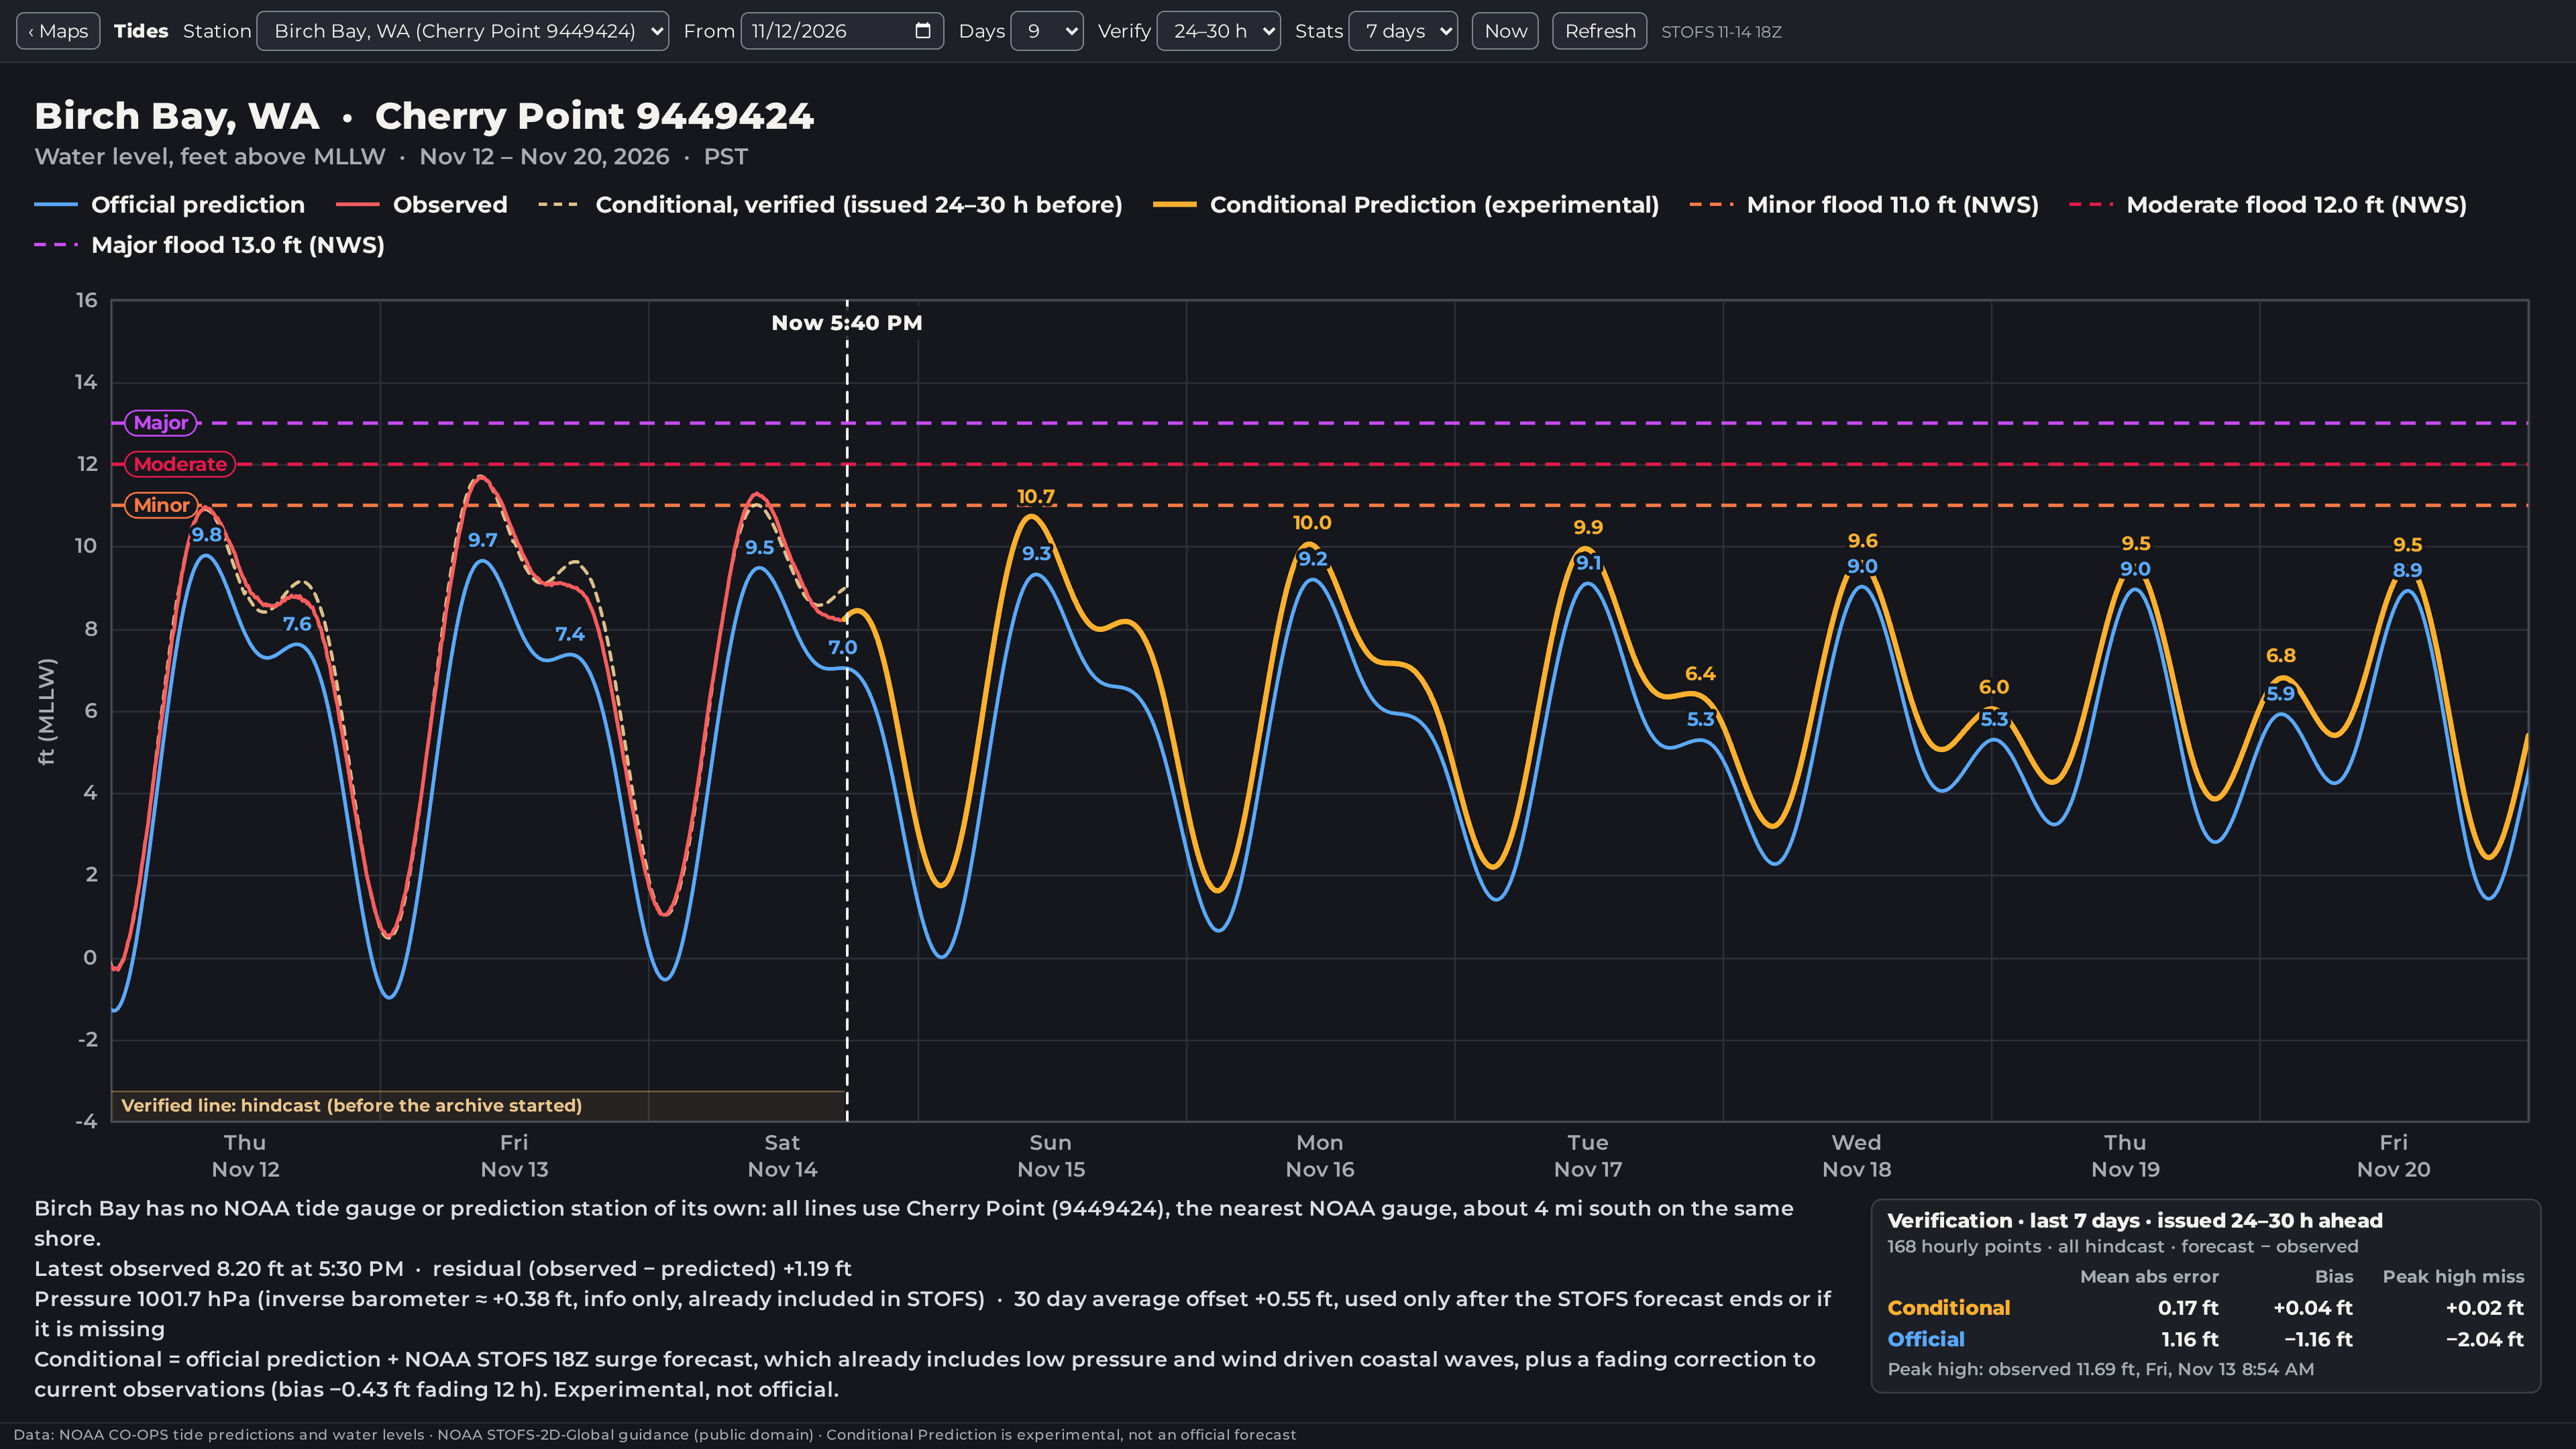 ‹ Maps Tides Station Birch Bay, WA (Cherry Point 9449424) From 11/12/2026 Days 9 Verify 24–30 h Stats 7 days Now Refresh STOFS 11-14 18Z
Birch Bay, WA · Cherry Point 9449424
Water level, feet above MLLW · Nov 12 – Nov 20, 2026 · PST
Official prediction Observed Conditional, verified (issued 24–30 h before) Conditional Prediction (experimental) Minor flood 11.0 ft (NWS) Moderate flood 12.0 ft (NWS)
Major flood 13.0 ft (NWS)
16
Now 5:40 PM
14
Major
12
Moderate
Minor
10.7
10.0
9.9
9.6
9.5
9.5
10
9.8
9.7
9.5
9.3
9.2
9.1
9.0
9.0
8.9
8
7.6
7.4
7.0
6.4
6.8
6.0
5.9
6
5.3
5.3
ft (MLLW)
4
2
0
-2
Verified line: hindcast (before the archive started)
-4
Thu Fri Sat Sun Mon Tue Wed Thu Fri
Nov 12 Nov 13 Nov 14 Nov 15 Nov 16 Nov 17 Nov 18 Nov 19 Nov 20
Birch Bay has no NOAA tide gauge or prediction station of its own: all lines use Cherry Point (9449424), the nearest NOAA gauge, about 4 mi south on the same
shore.
Latest observed 8.20 ft at 5:30 PM · residual (observed − predicted) +1.19 ft
Pressure 1001.7 hPa (inverse barometer ≈ +0.38 ft, info only, already included in STOFS) · 30 day average offset +0.55 ft, used only after the STOFS forecast ends or if
it is missing
Conditional = official prediction + NOAA STOFS 18Z surge forecast, which already includes low pressure and wind driven coastal waves, plus a fading correction to
current observations (bias −0.43 ft fading 12 h). Experimental, not official.
Verification · last 7 days · issued 24–30 h ahead
168 hourly points · all hindcast · forecast − observed
Mean abs error Bias Peak high miss
Conditional 0.17 ft +0.04 ft +0.02 ft
Official 1.16 ft −1.16 ft −2.04 ft
Peak high: observed 11.69 ft, Fri, Nov 13 8:54 AM
Data: NOAA CO-OPS tide predictions and water levels · NOAA STOFS-2D-Global guidance (public domain) · Conditional Prediction is experimental, not an official forecast